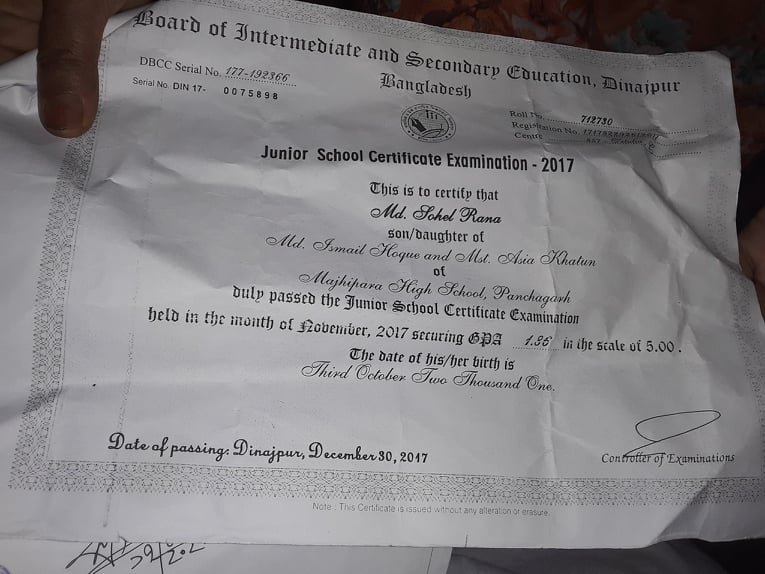 Board of Intermediate and Secondary Education, Dinajpur
Bangladesh
DBCC Serial No. 177-192366
Serial No. DIN 17- 0075898
Roll No. 712730
Registration No.
Centre
Junior School Certificate Examination - 2017
This is to certify that
Md. Sohel Rana
son/daughter of
Md. Ismail Hoque and Mst. Asia Khatun
of
Majhipara High School, Panchagarh
duly passed the Junior School Certificate Examination
held in the month of November, 2017 securing GPA in the scale of 5.00.
The date of his/her birth is
Third October Two Thousand One.
Date of passing: Dinajpur, December 30, 2017
Controller of Examinations
Note : This Certificate is issued without any alteration or erasure.